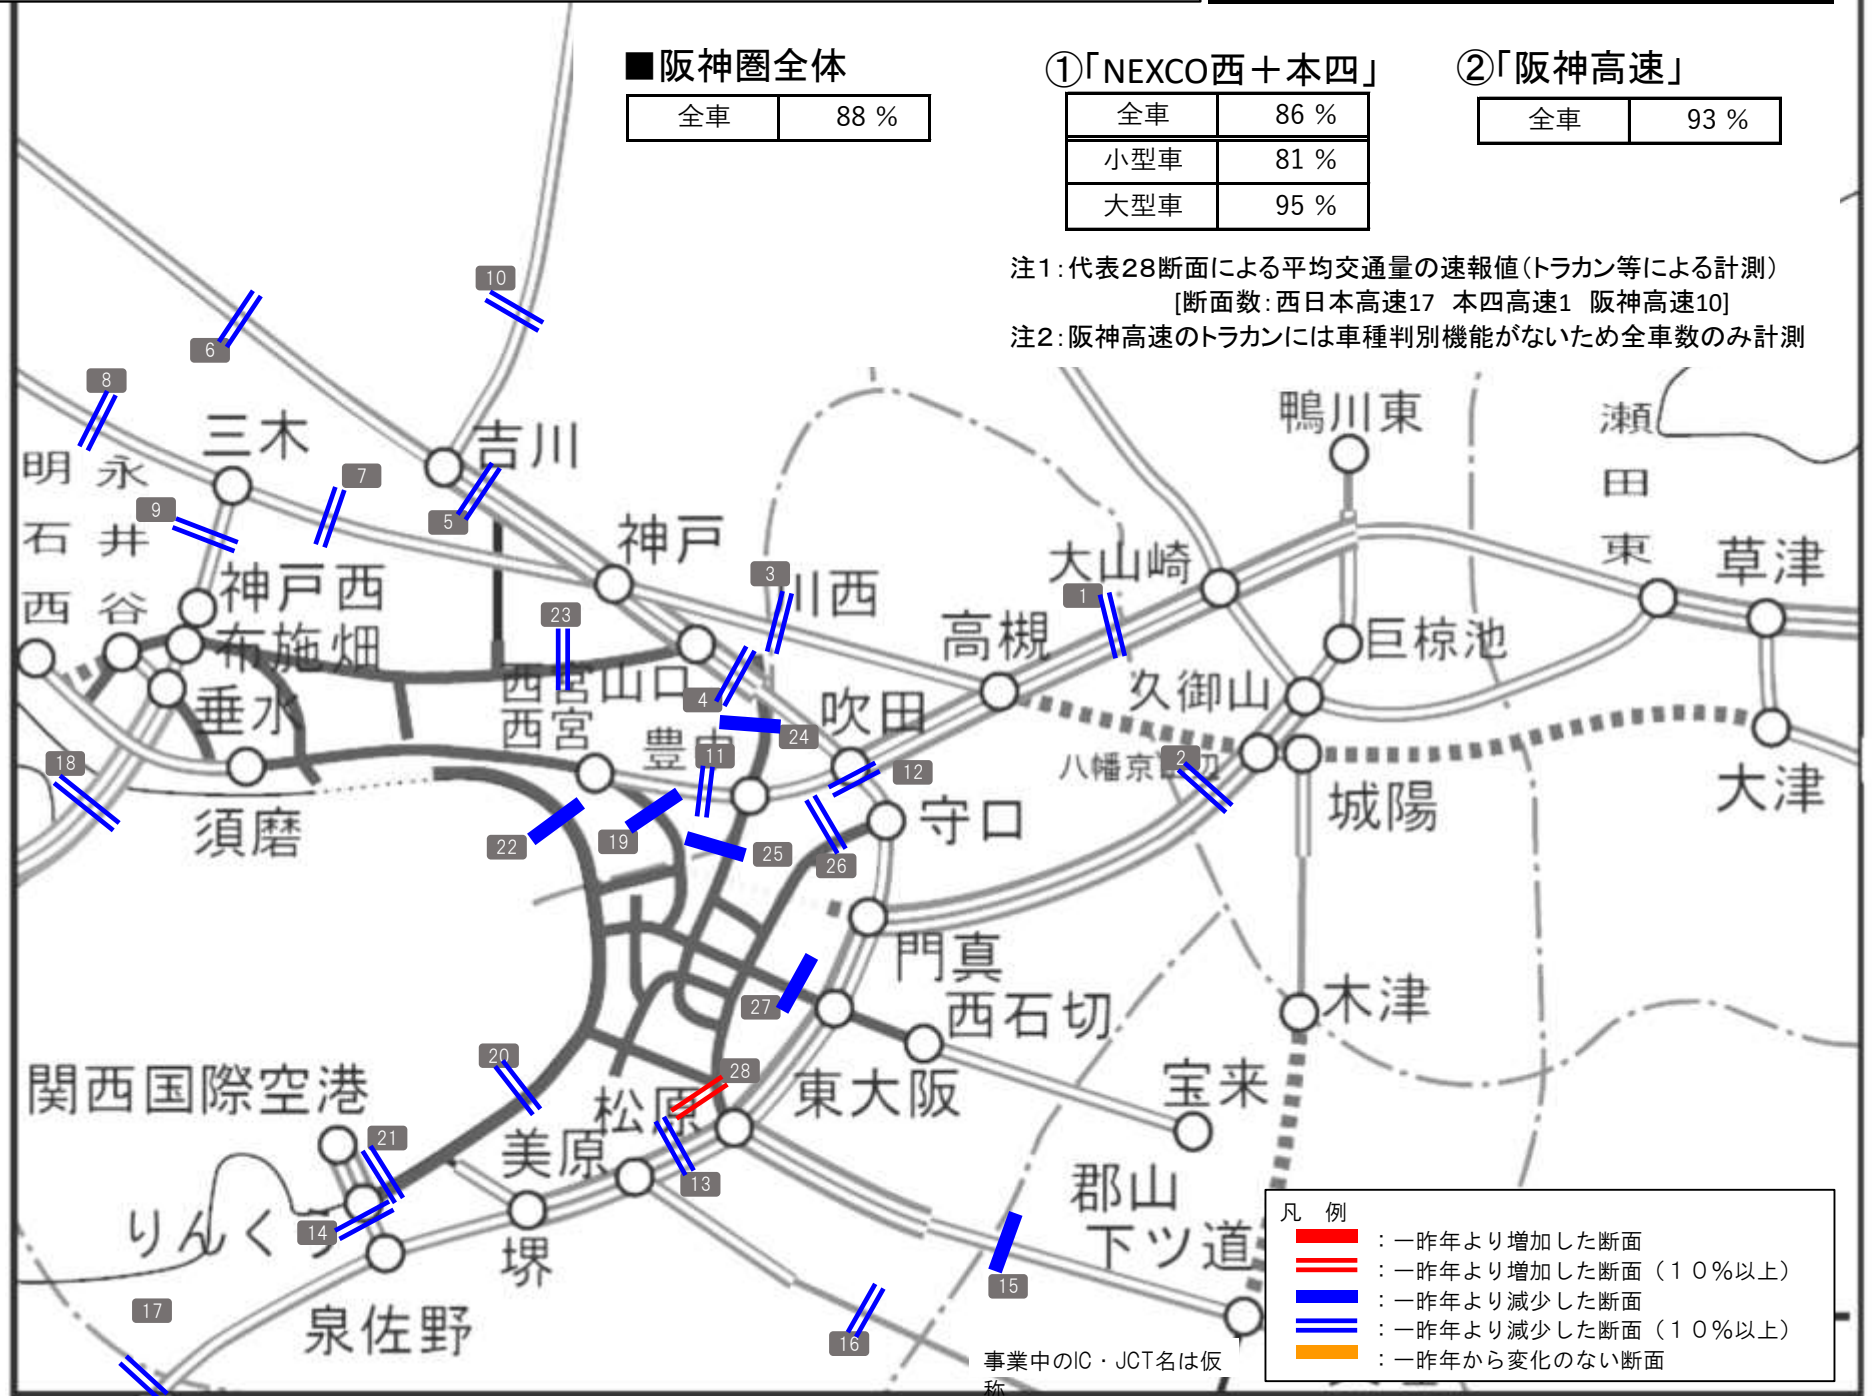 ■阪神圏全体
全車 88 %
①「NEXCO西＋本四」
全車 86 %
小型車 81 %
大型車 95 %
②「阪神高速」
全車 93 %
注1：代表28断面による平均交通量の速報値（トラカン等による計測）
[断面数：西日本高速17 本四高速1 阪神高速10]
注2：阪神高速のトラカンには車種判別機能がないため全車数のみ計測
10
6
8
三木
吉川
鴨川東
瀬田東
明石西
永井谷
7
9
5
神戸
3
川西
大山崎
1
草津
神戸西
布施畑
23
高槻
巨椋池
垂水
西宮山口
西宮
4
24
吹田
久御山
豊中
11
12
八幡京田辺
2
18
須磨
22
19
25
26
守口
城陽
大津
門真
27
西石切
木津
20
28
松原
東大阪
宝来
関西国際空港
21
美原
13
郡山
下ツ道
りんくう
14
堺
15
17
泉佐野
16
事業中のIC・JCT名は仮
称
凡 例
：一昨年より増加した断面
：一昨年より増加した断面（１０％以上）
：一昨年より減少した断面
：一昨年より減少した断面（１０％以上）
：一昨年から変化のない断面